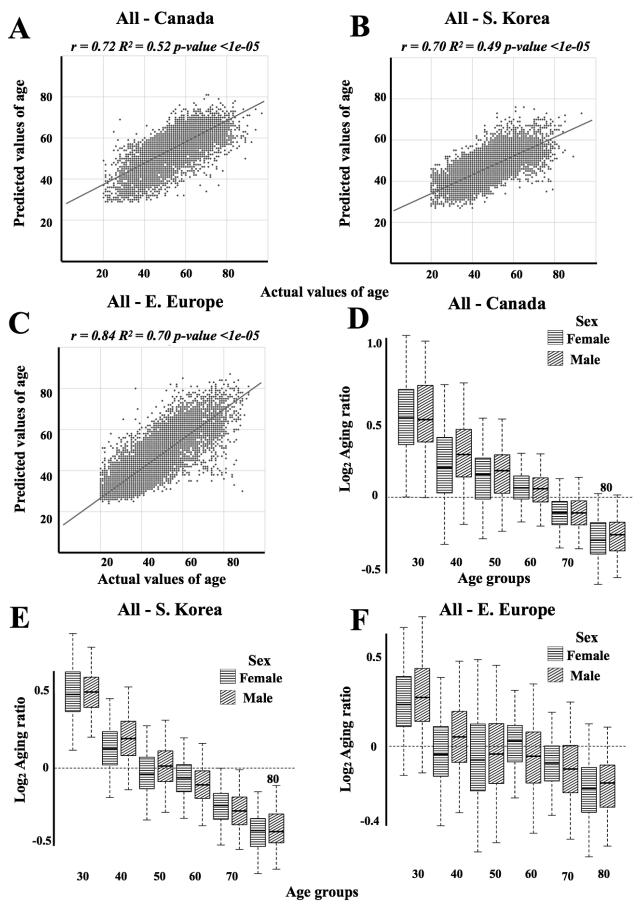 A
All - Canada
r = 0.72 R² = 0.52 p-value <1e-05
Predicted values of age
80
60
40
20
20 40 60 80
B
All - S. Korea
r = 0.70 R² = 0.49 p-value <1e-05
Predicted values of age
80
60
40
20
20 40 60 80
Actual values of age
C
All - E. Europe
r = 0.84 R² = 0.70 p-value <1e-05
Predicted values of age
80
60
40
20
20 40 60 80
Actual values of age
D
All - Canada
Sex
Female
Male
Log₂ Aging ratio
1.0
0.5
0
-0.5
80
30 40 50 60 70
Age groups
E
All - S. Korea
Sex
Female
Male
Log₂ Aging ratio
0.5
0
-0.5
80
30 40 50 60 70
F
All - E. Europe
Sex
Female
Male
Log₂ Aging ratio
0.5
0
-0.4
30 40 50 60 70 80
Age groups